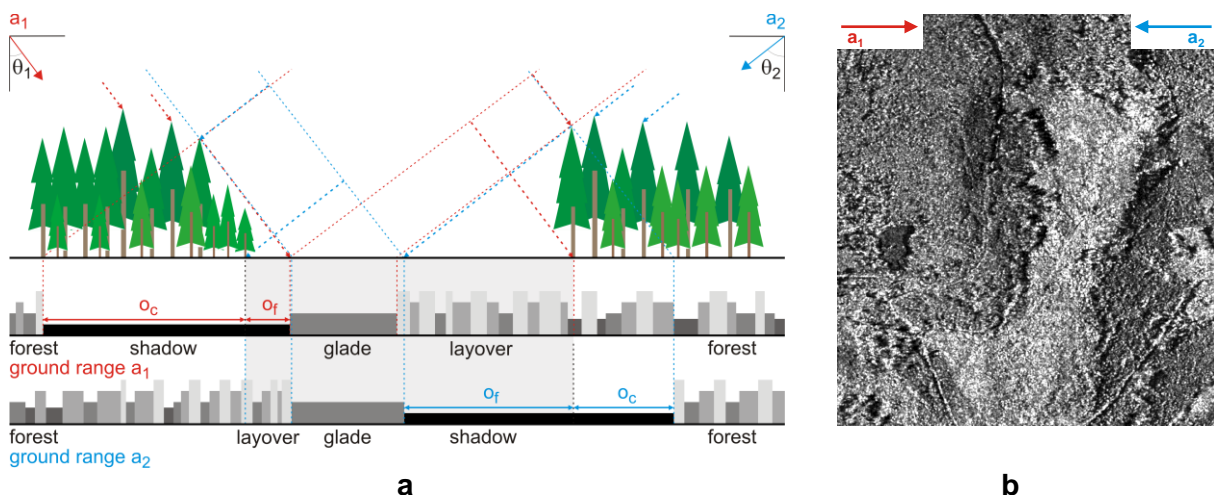 a1
a2
θ1
θ2
a1
a2
oc
of
forest shadow glade layover forest
ground range a1
of
oc
forest layover glade shadow forest
ground range a2
a
b